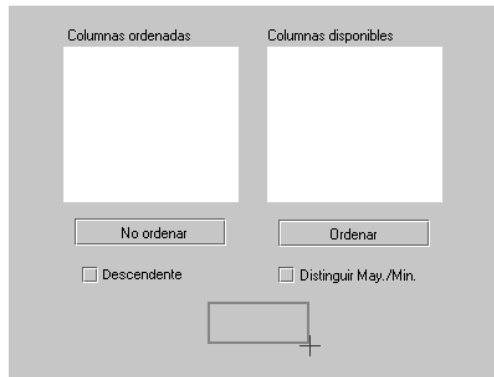 Columnas ordenadas
Columnas disponibles
No ordenar
Ordenar
Descendente
Distinguir May./Min.